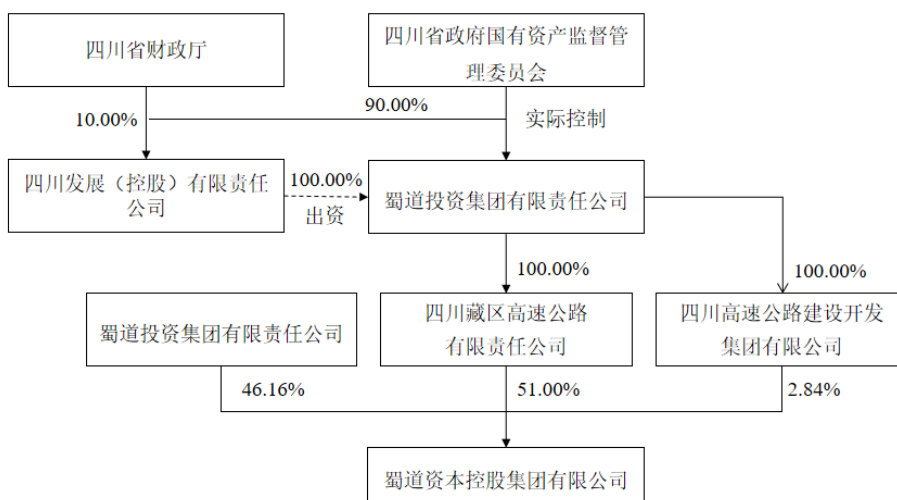 四川省财政厅
四川省政府国有资产监督管
理委员会
90.00%
10.00%
实际控制
四川发展（控股）有限责任
公司
100.00%
出资
蜀道投资集团有限责任公司
100.00%
100.00%
蜀道投资集团有限责任公司
四川藏区高速公路
有限责任公司
四川高速公路建设开发
集团有限公司
46.16%
51.00%
2.84%
蜀道资本控股集团有限公司